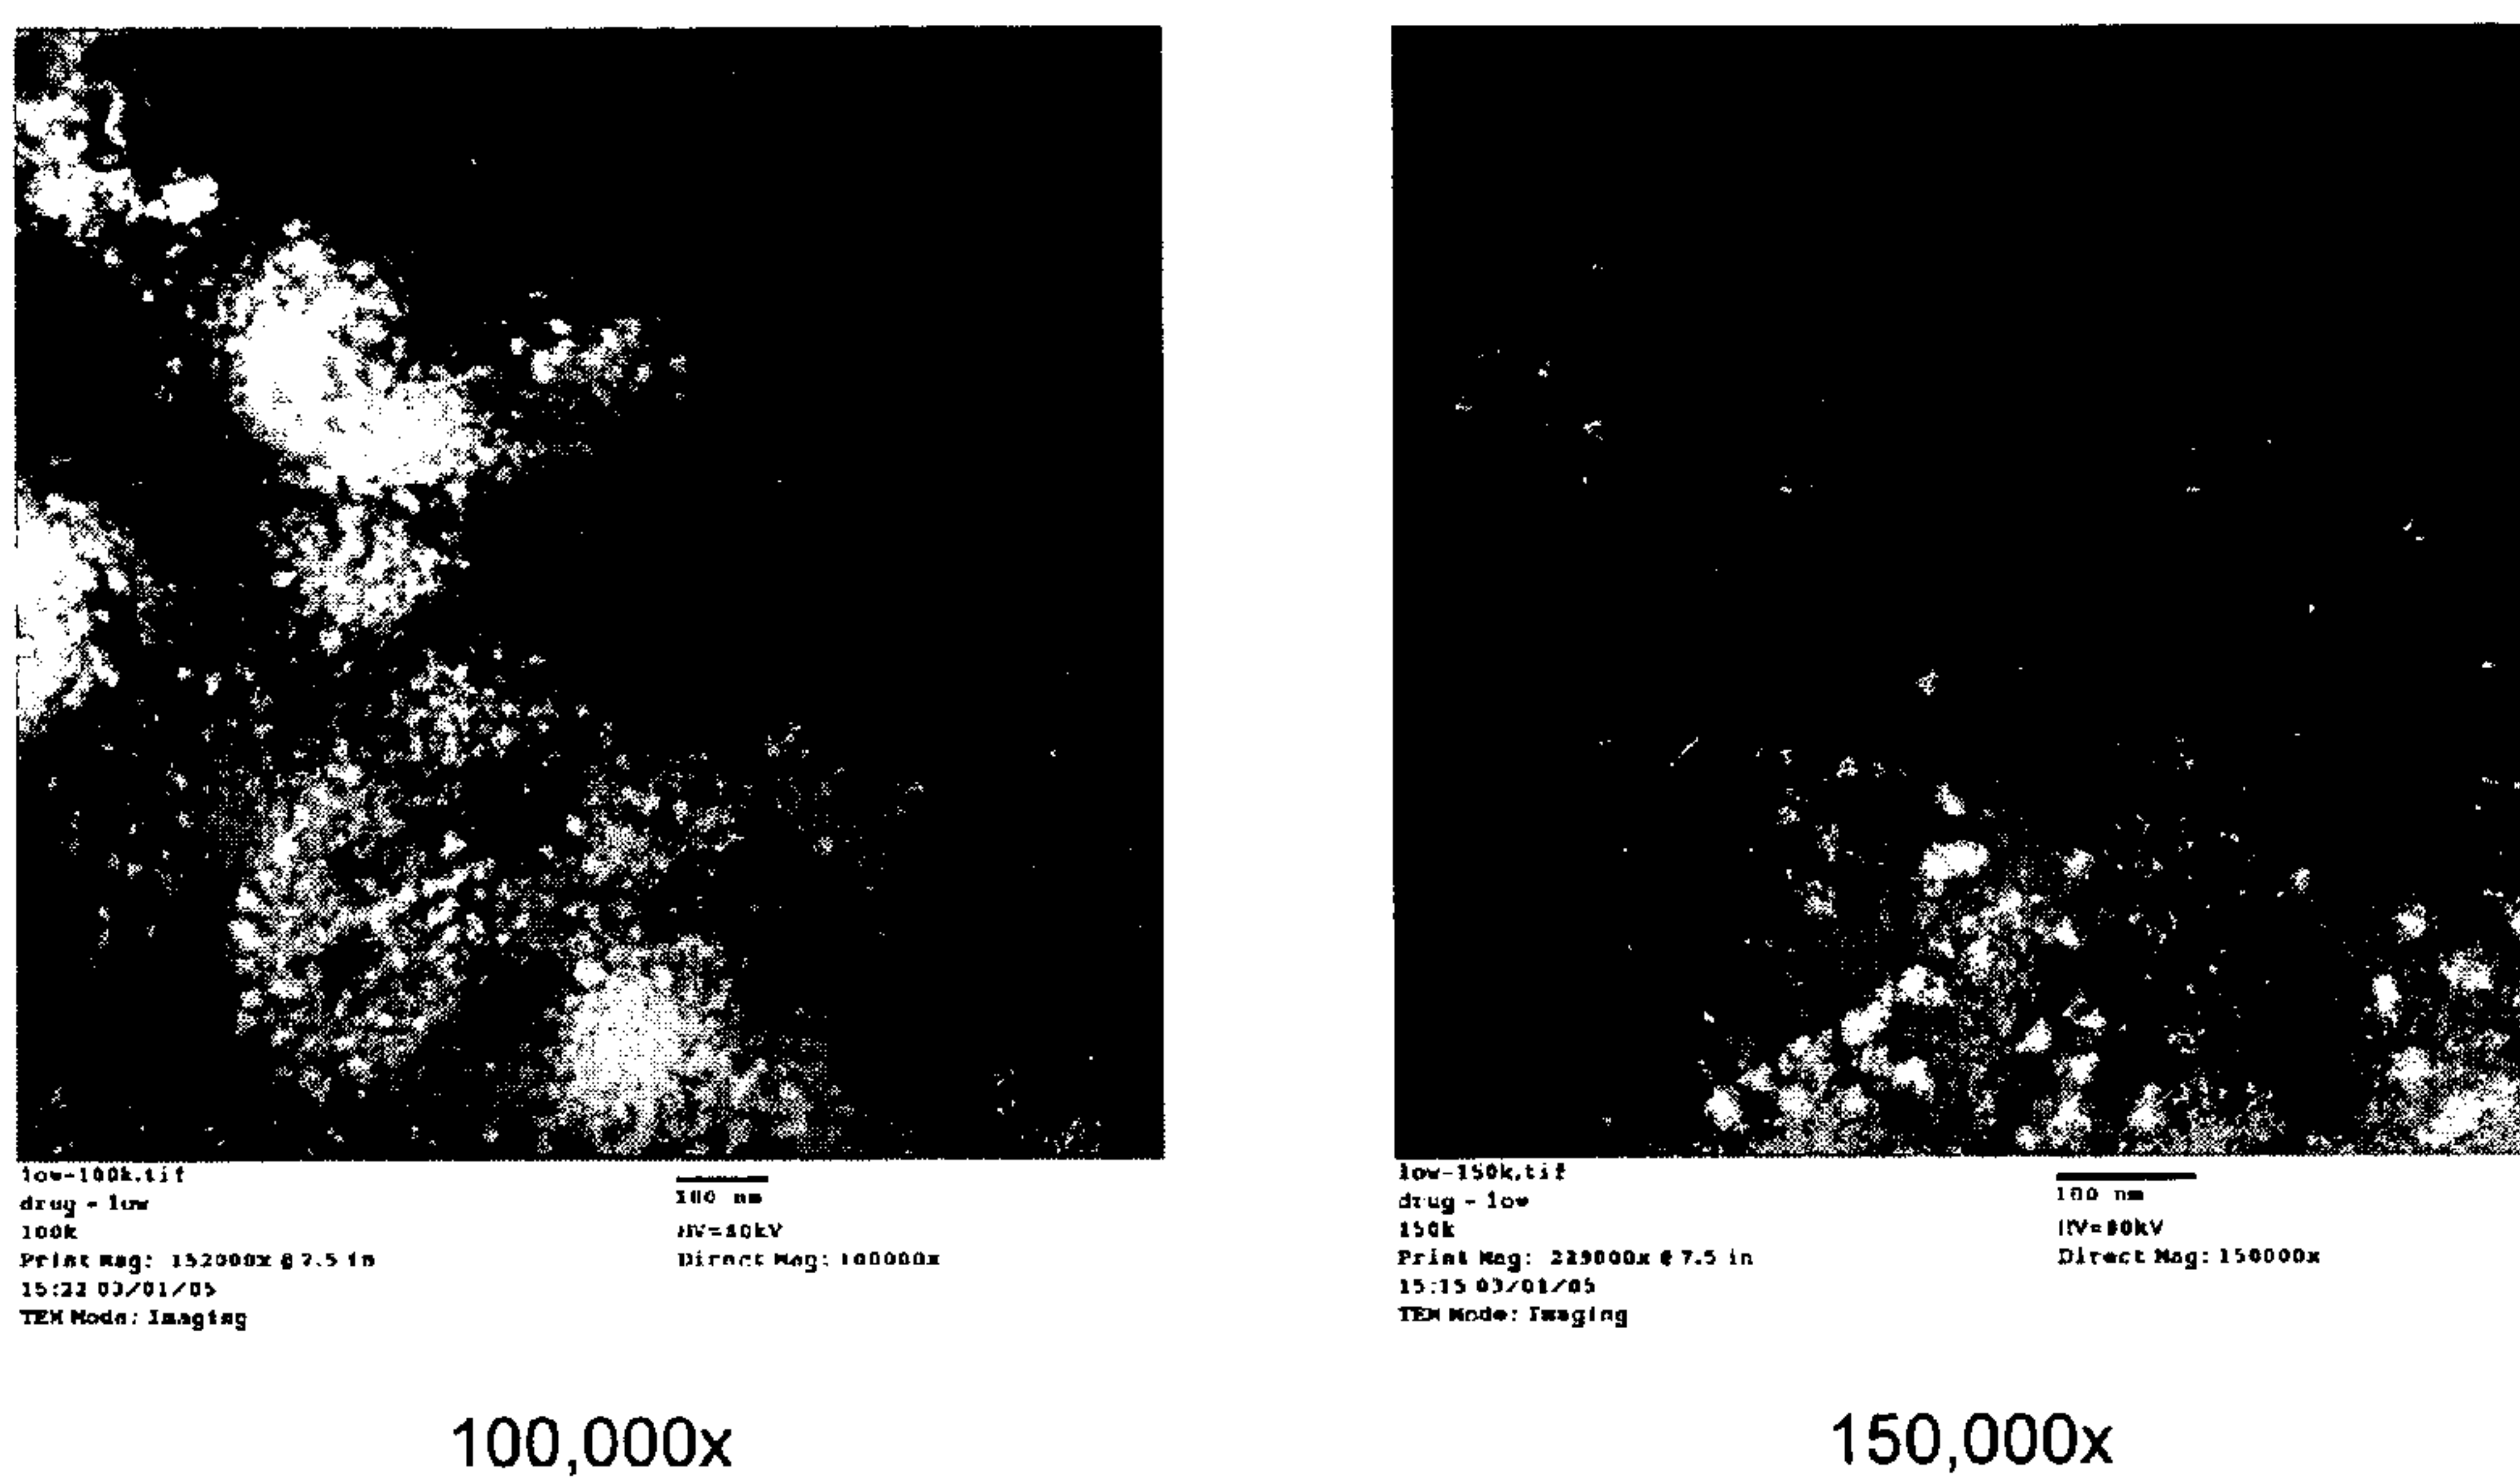 low-100k.tif
drug - low
100k
Print Mag: 152000x @ 7.5 in
15:22 03/01/05
TEM Mode: Imaging
100 nm
Direct Mag: 100000x
100,000x
low-150k.tif
drug - low
150k
Print Mag: 229000x @ 7.5 in
15:15 03/01/05
TEM Mode: Imaging
100 nm
HV=80kV
Direct Mag: 150000x
150,000x